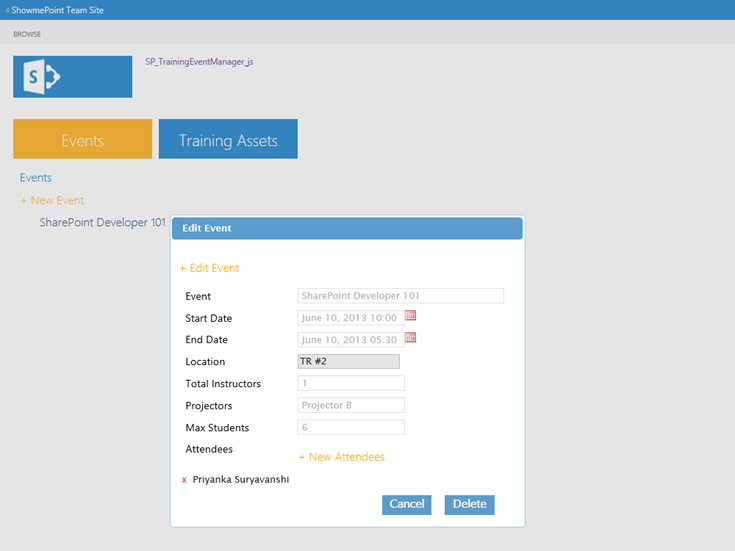 ShowmePoint Team Site
BROWSE
S
SP_TrainingEventManager_js
Events
Training Assets
Events
+ New Event
SharePoint Developer 101
Edit Event
+ Edit Event
Event SharePoint Developer 101
Start Date June 10, 2013 10:00
End Date June 10, 2013 05:30
Location TR #2
Total Instructors 1
Projectors Projector 8
Max Students 6
Attendees
+ New Attendees
x Priyanka Suryavanshi
Cancel Delete